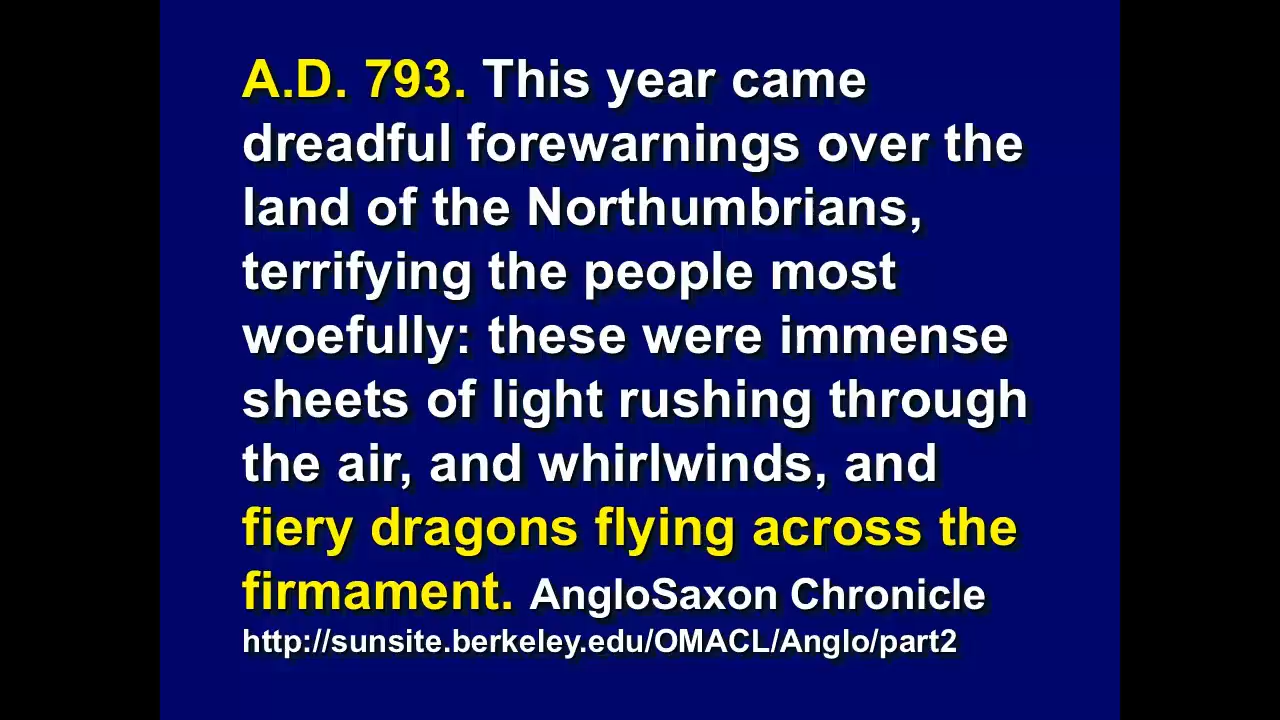 A.D. 793. This year came
dreadful forewarnings over the
land of the Northumbrians,
terrifying the people most
woefully: these were immense
sheets of light rushing through
the air, and whirlwinds, and
fiery dragons flying across the
firmament. AngloSaxon Chronicle
http://sunsite.berkeley.edu/OMACL/Anglo/part2